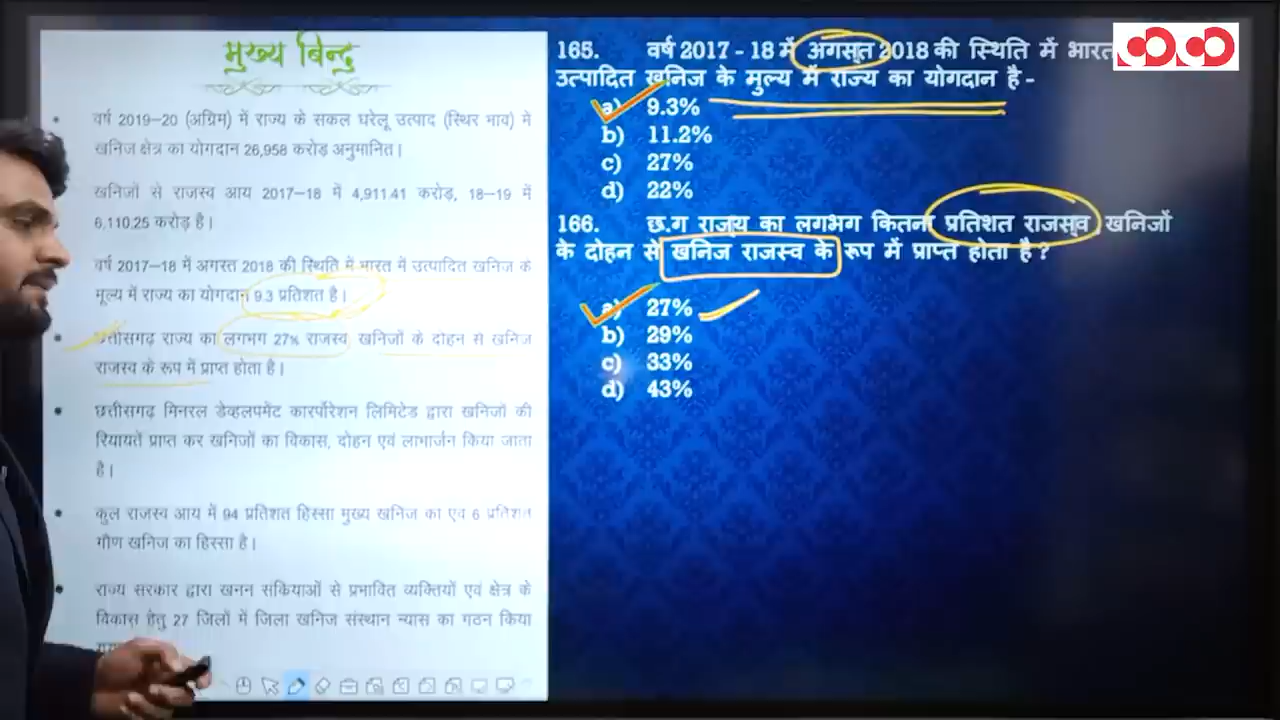 मुख्य बिन्दु
वर्ष 2019–20 (अग्रिम) में राज्य के सकल घरेलू उत्पाद (स्थिर भाव) में
खनिज क्षेत्र का योगदान 26,958 करोड़ अनुमानित।
खनिजों से राजस्व आय 2017–18 में 4,911.41 करोड़, 18–19 में
6,110.25 करोड़ है।
वर्ष 2017–18 में अगस्त 2018 की स्थिति में भारत में उत्पादित खनिज के
मूल्य में राज्य का योगदान 9.3 प्रतिशत है।
छत्तीसगढ़ राज्य का लगभग 27% राजस्व खनिजों के दोहन से खनिज
राजस्व के रूप में प्राप्त होता है।
छत्तीसगढ़ मिनरल डेव्हलपमेंट कारर्पोरेशन लिमिटेड द्वारा खनिजों की
रियायतें प्राप्त कर खनिजों का विकास, दोहन एवं लाभार्जन किया जाता
है।
कुल राजस्व आय में 94 प्रतिशत हिस्सा मुख्य खनिज का एवं 6 प्रतिशत
गौण खनिज का हिस्सा है।
राज्य सरकार द्वारा खनन सक्रियाओं से प्रभावित व्यक्तियों एवं क्षेत्र के
विकास हेतु 27 जिलों में जिला खनिज संस्थान न्यास का गठन किया
165. वर्ष 2017 - 18 में अगस्त 2018 की स्थिति में भारत
उत्पादित खनिज के मुल्य में राज्य का योगदान है -
a) 9.3%
b) 11.2%
c) 27%
d) 22%
166. छ.ग राज्य का लगभग कितना प्रतिशत राजस्व खनिजों
के दोहन से खनिज राजस्व के रूप में प्राप्त होता है ?
a) 27%
b) 29%
c) 33%
d) 43%